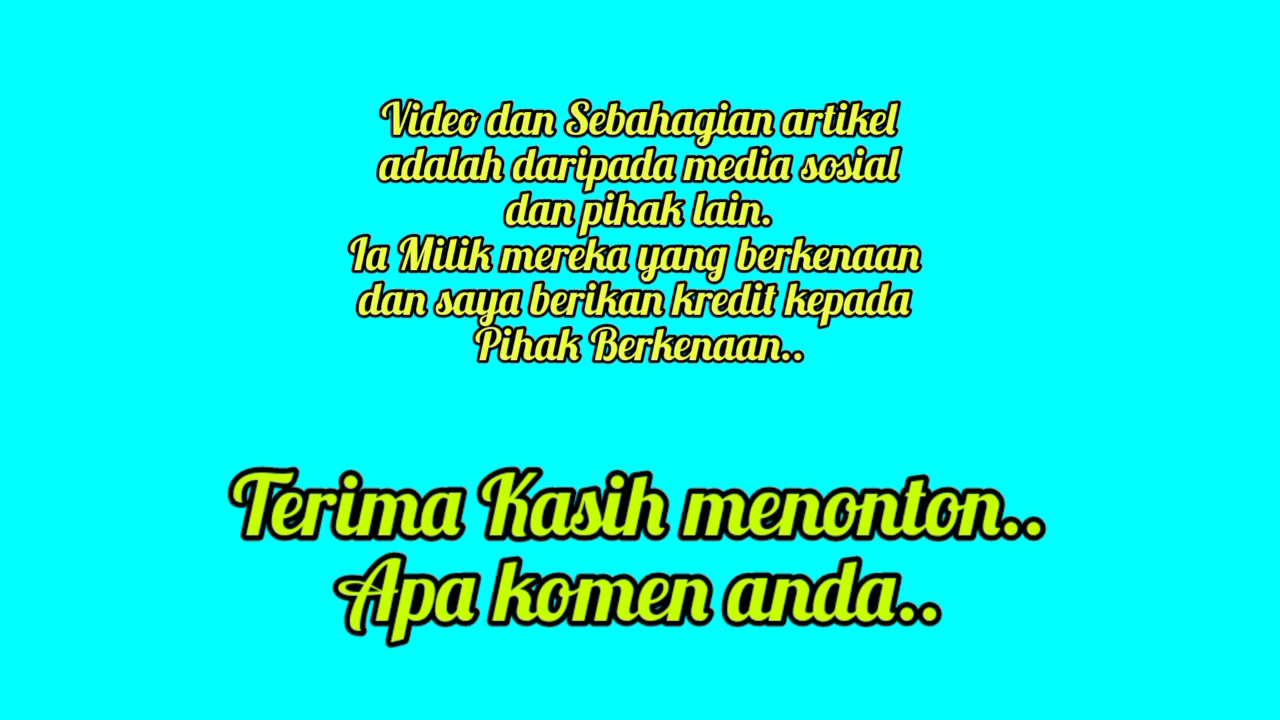 Video dan Sebahagian artikel
adalah daripada media sosial
dan pihak lain.
Ia Milik mereka yang berkenaan
dan saya berikan kredit kepada
Pihak Berkenaan..
Terima Kasih menonton..
Apa komen anda..